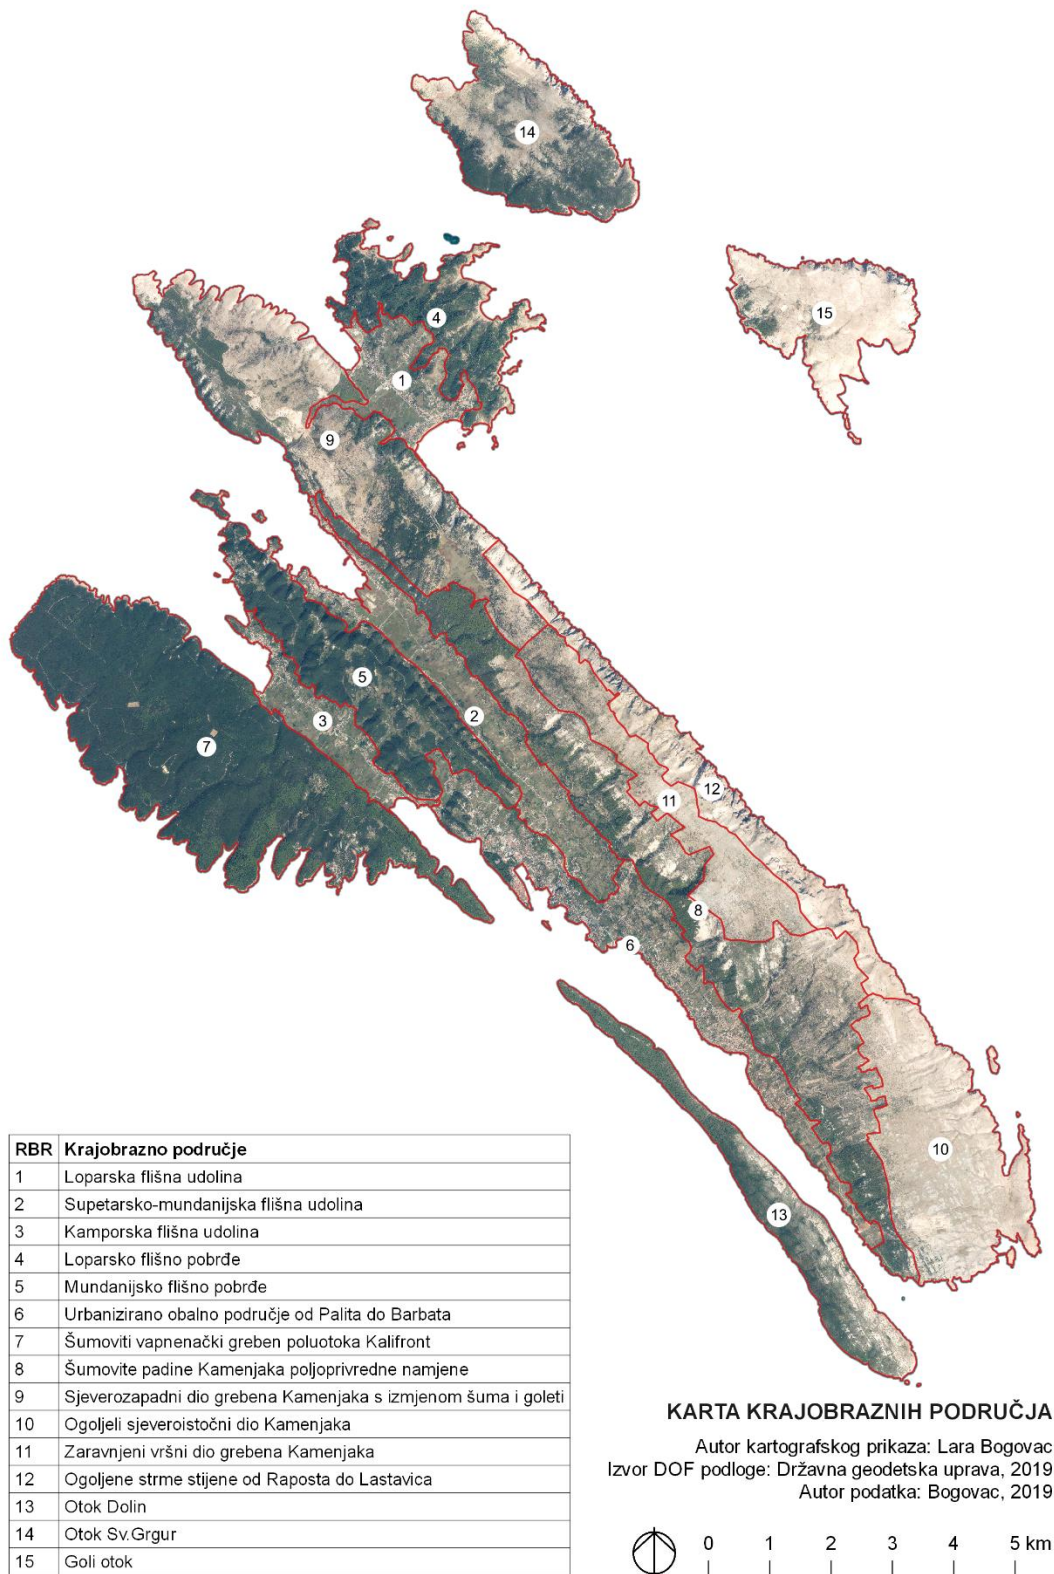 14
4
15
1
9
5
2
3
7
12
11
8
6
10
13
RBR Krajobrazno područje
1 Loparska flišna udolina
2 Supetarsko-mundanijska flišna udolina
3 Kamporska flišna udolina
4 Loparsko flišno pobrđe
5 Mundanijsko flišno pobrđe
6 Urbanizirano obalno područje od Palita do Barbata
7 Šumoviti vapnenački greben poluotoka Kalifront
8 Šumovite padine Kamenjaka poljoprivredne namjene
9 Sjeverozapadni dio grebena Kamenjaka s izmjenom šuma i goleti
10 Ogoljeli sjeveroistočni dio Kamenjaka
11 Zaravnjeni vršni dio grebena Kamenjaka
12 Ogoljene strme stijene od Raposta do Lastavica
13 Otok Dolin
14 Otok Sv.Grgur
15 Goli otok
KARTA KRAJOBRAZNIH PODRUČJA
Autor kartografskog prikaza: Lara Bogovac
Izvor DOF podloge: Državna geodetska uprava, 2019
Autor podatka: Bogovac, 2019
0 1 2 3 4 5 km